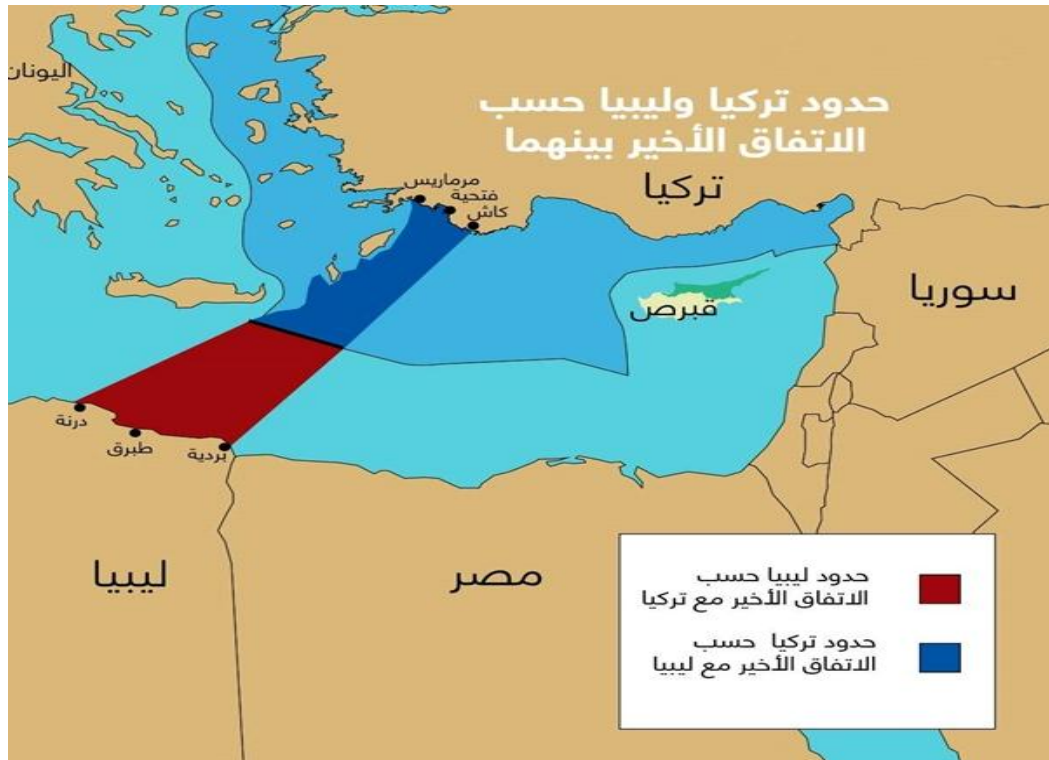 اليونان
حدود تركيا وليبيا حسب
الاتفاق الأخير بينهما
تركيا
مرماريس
فتحية
كاش
سوريا
قبرص
درنة
طبرق
بردية
ليبيا
مصر
حدود ليبيا حسب
الاتفاق الأخير مع تركيا
حدود تركيا حسب
الاتفاق الأخير مع ليبيا